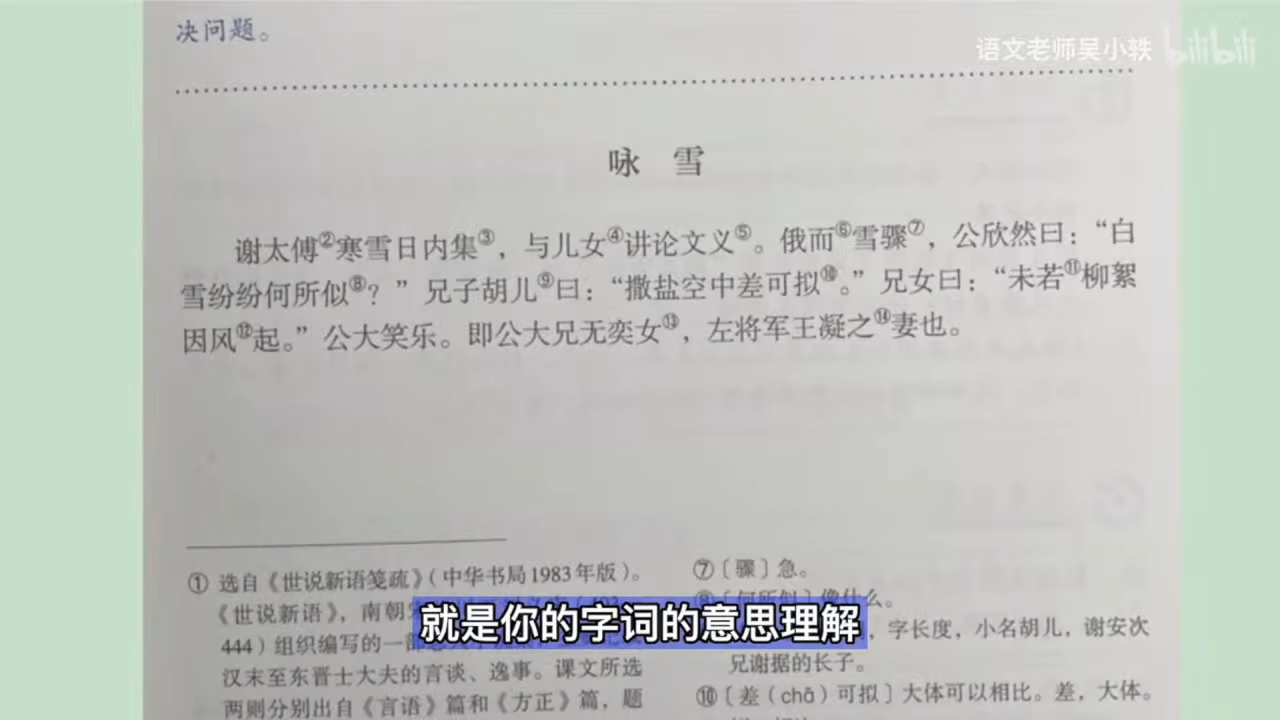 决问题。
语文老师吴小轶 bilibili
咏 雪
谢太傅②寒雪日内集③，与儿女④讲论文义⑤。俄而⑥雪骤⑦，公欣然曰：“白
雪纷纷何所似⑧？”兄子胡儿⑨曰：“撒盐空中差可拟⑩。”兄女曰：“未若⑪柳絮
因风⑫起。”公大笑乐。即公大兄无奕女⑬，左将军王凝之⑭妻也。
① 选自《世说新语笺疏》（中华书局1983年版）。
《世说新语》，南朝
444）组织编写的一部
汉末至东晋士大夫的言谈、逸事。课文所选
两则分别出自《言语》篇和《方正》篇，题
⑦〔骤〕急。
⑧〔何所似〕像什么。
，字长度，小名胡儿，谢安次
兄谢据的长子。
⑩〔差（chā）可拟〕大体可以相比。差，大体。
就是你的字词的意思理解